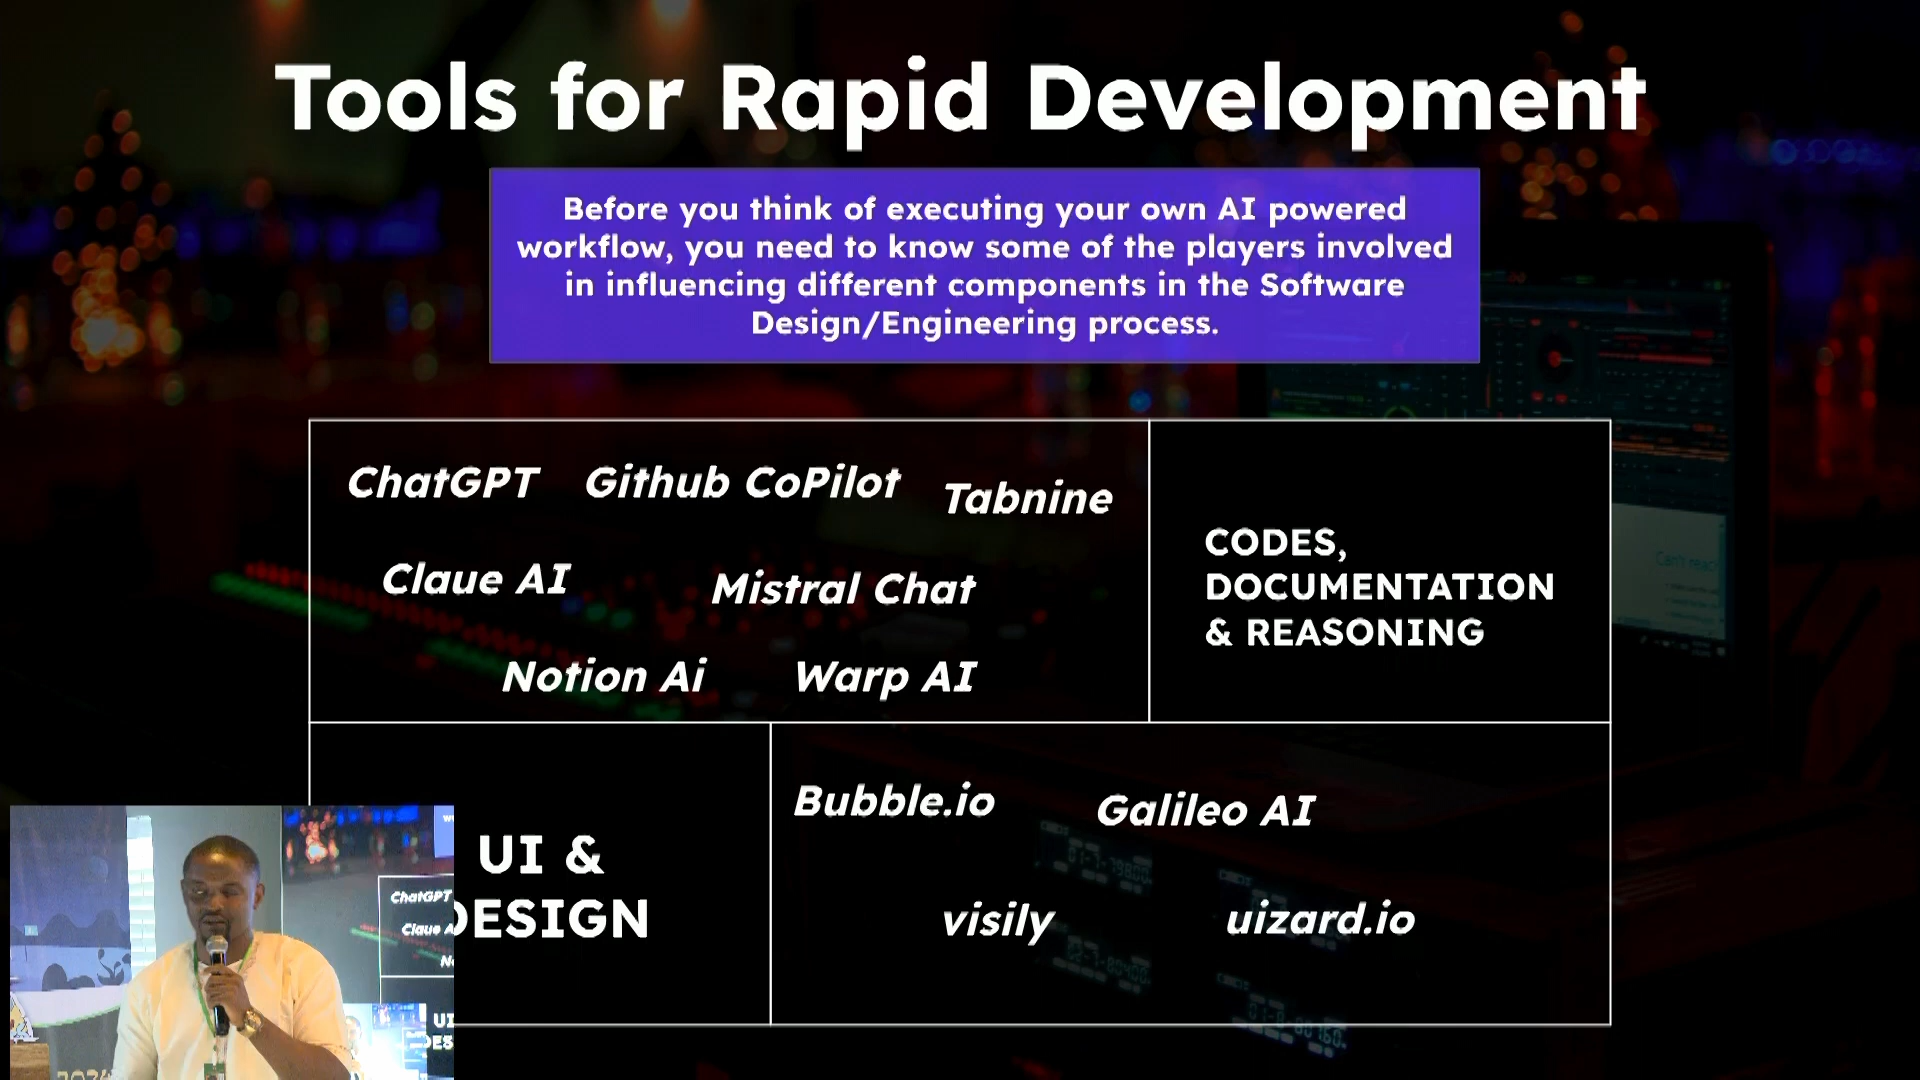 Tools for Rapid Development
Before you think of executing your own AI powered
workflow, you need to know some of the players involved
in influencing different components in the Software
Design/Engineering process.
ChatGPT Github CoPilot Tabnine
Claue AI Mistral Chat
Notion Ai Warp AI
CODES,
DOCUMENTATION
& REASONING
UI &
DESIGN
Bubble.io Galileo AI
visily uizard.io
ChatGPT
Claue
UI